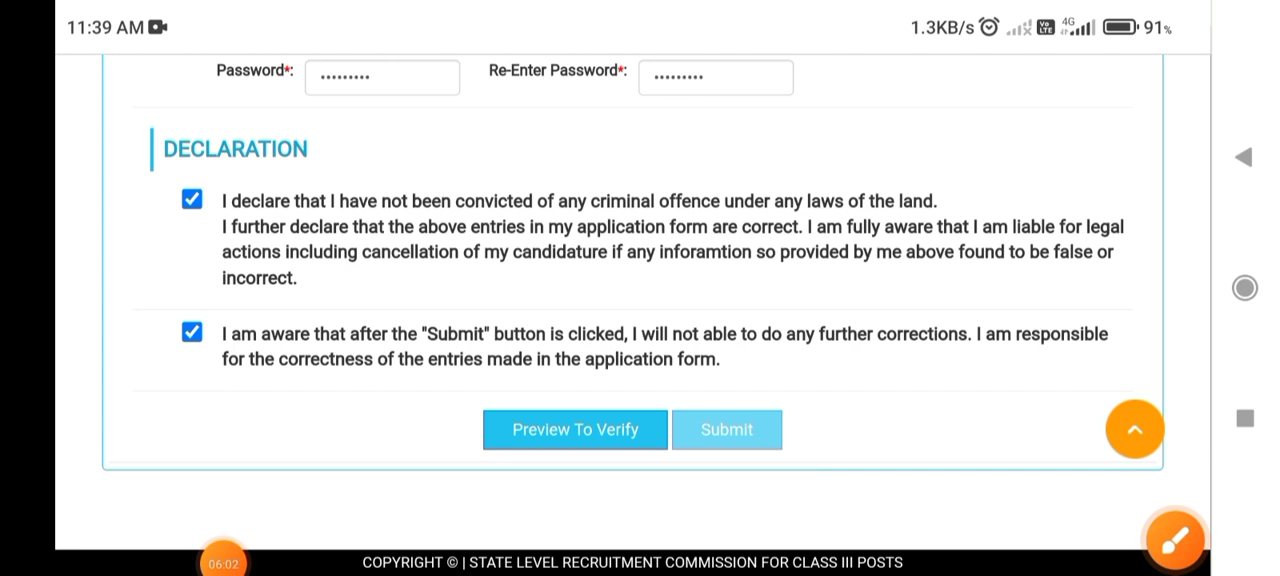 11:39 AM
1.3KB/s
Vo LTE
4G
91%
Password*: ••••••••• Re-Enter Password*: •••••••••
DECLARATION
I declare that I have not been convicted of any criminal offence under any laws of the land.
I further declare that the above entries in my application form are correct. I am fully aware that I am liable for legal
actions including cancellation of my candidature if any inforamtion so provided by me above found to be false or
incorrect.
I am aware that after the "Submit" button is clicked, I will not able to do any further corrections. I am responsible
for the correctness of the entries made in the application form.
Preview To Verify Submit
06:02
COPYRIGHT © | STATE LEVEL RECRUITMENT COMMISSION FOR CLASS III POSTS